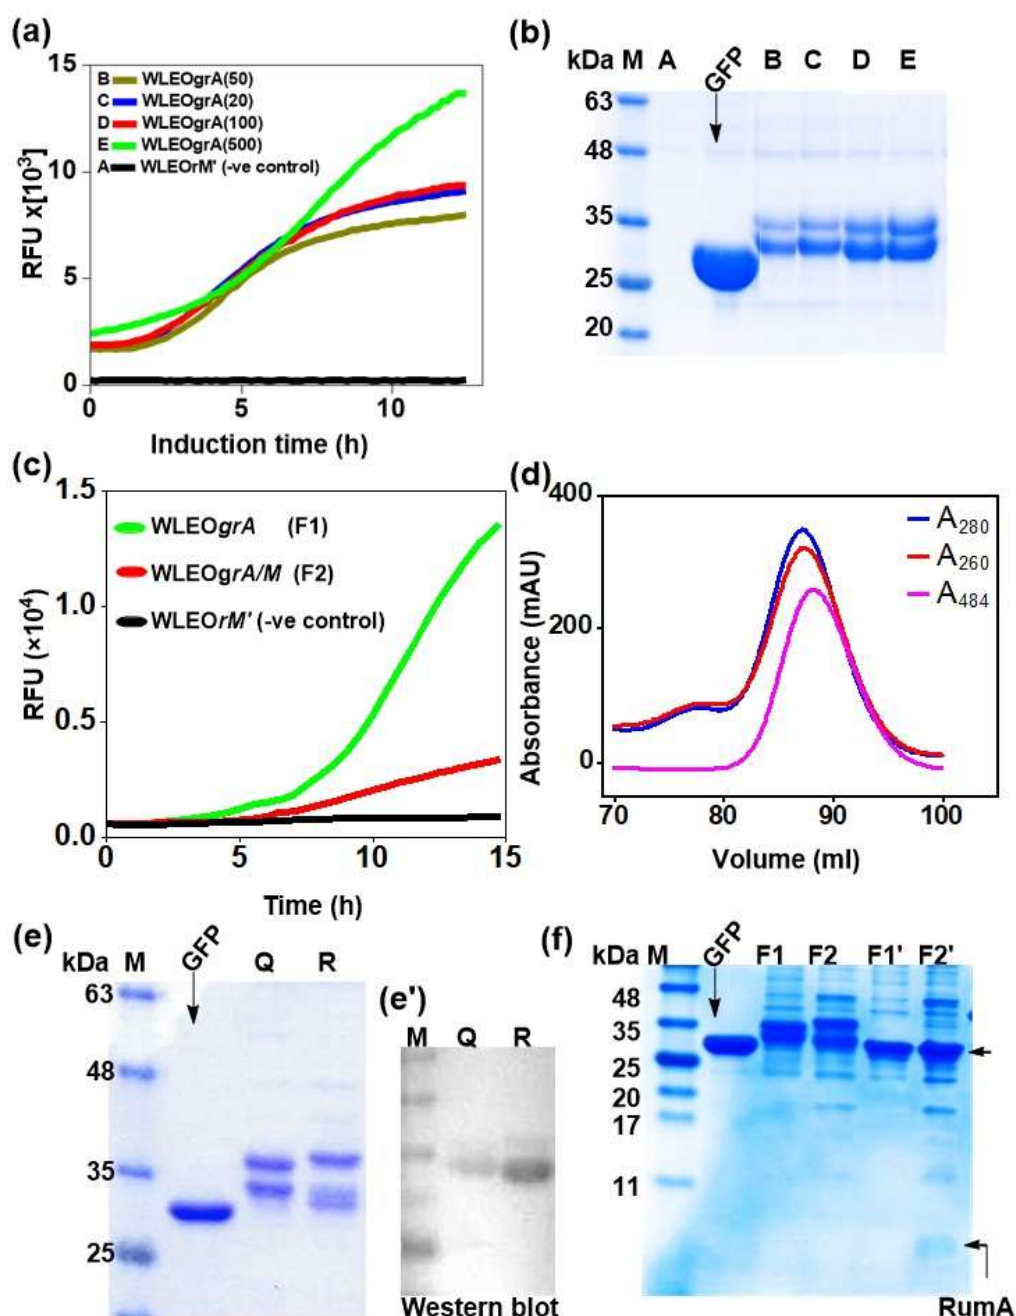 (a)
15
10
5
0
RFU x[10³]
B WLEOgrA(50)
C WLEOgrA(20)
D WLEOgrA(100)
E WLEOgrA(500)
A WLEOrM' (-ve control)
0 5 10
Induction time (h)
(b)
kDa M A GFP B C D E
63
48
35
25
20
(c)
1.5
1.0
0.5
0.0
RFU (×10⁴)
WLEOgrA (F1)
WLEOgrA/M (F2)
WLEOrM' (-ve control)
0 5 10 15
Time (h)
(d)
400
200
0
Absorbance (mAU)
A₂₈₀
A₂₆₀
A₄₈₄
70 80 90 100
Volume (ml)
(e)
kDa M GFP Q R
63
48
35
25
(e')
M Q R
Western blot
(f)
kDa M GFP F1 F2 F1' F2'
48
35
25
20
17
11
RumA